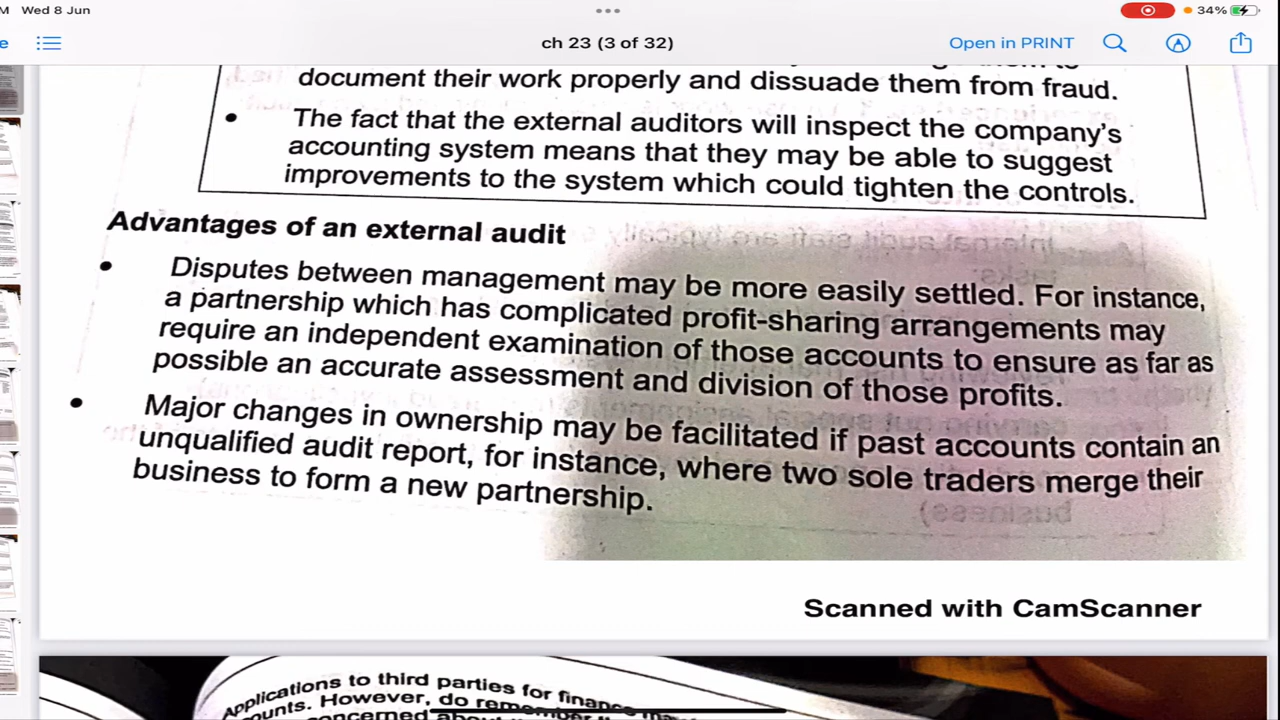 M Wed 8 Jun
34%
e
ch 23 (3 of 32)
Open in PRINT
document their work properly and dissuade them from fraud.
• The fact that the external auditors will inspect the company's
accounting system means that they may be able to suggest
improvements to the system which could tighten the controls.
Advantages of an external audit
• Disputes between management may be more easily settled. For instance,
a partnership which has complicated profit-sharing arrangements may
require an independent examination of those accounts to ensure as far as
possible an accurate assessment and division of those profits.
• Major changes in ownership may be facilitated if past accounts contain an
unqualified audit report, for instance, where two sole traders merge their
business to form a new partnership.
Scanned with CamScanner
Applications to third parties for finance
However, do